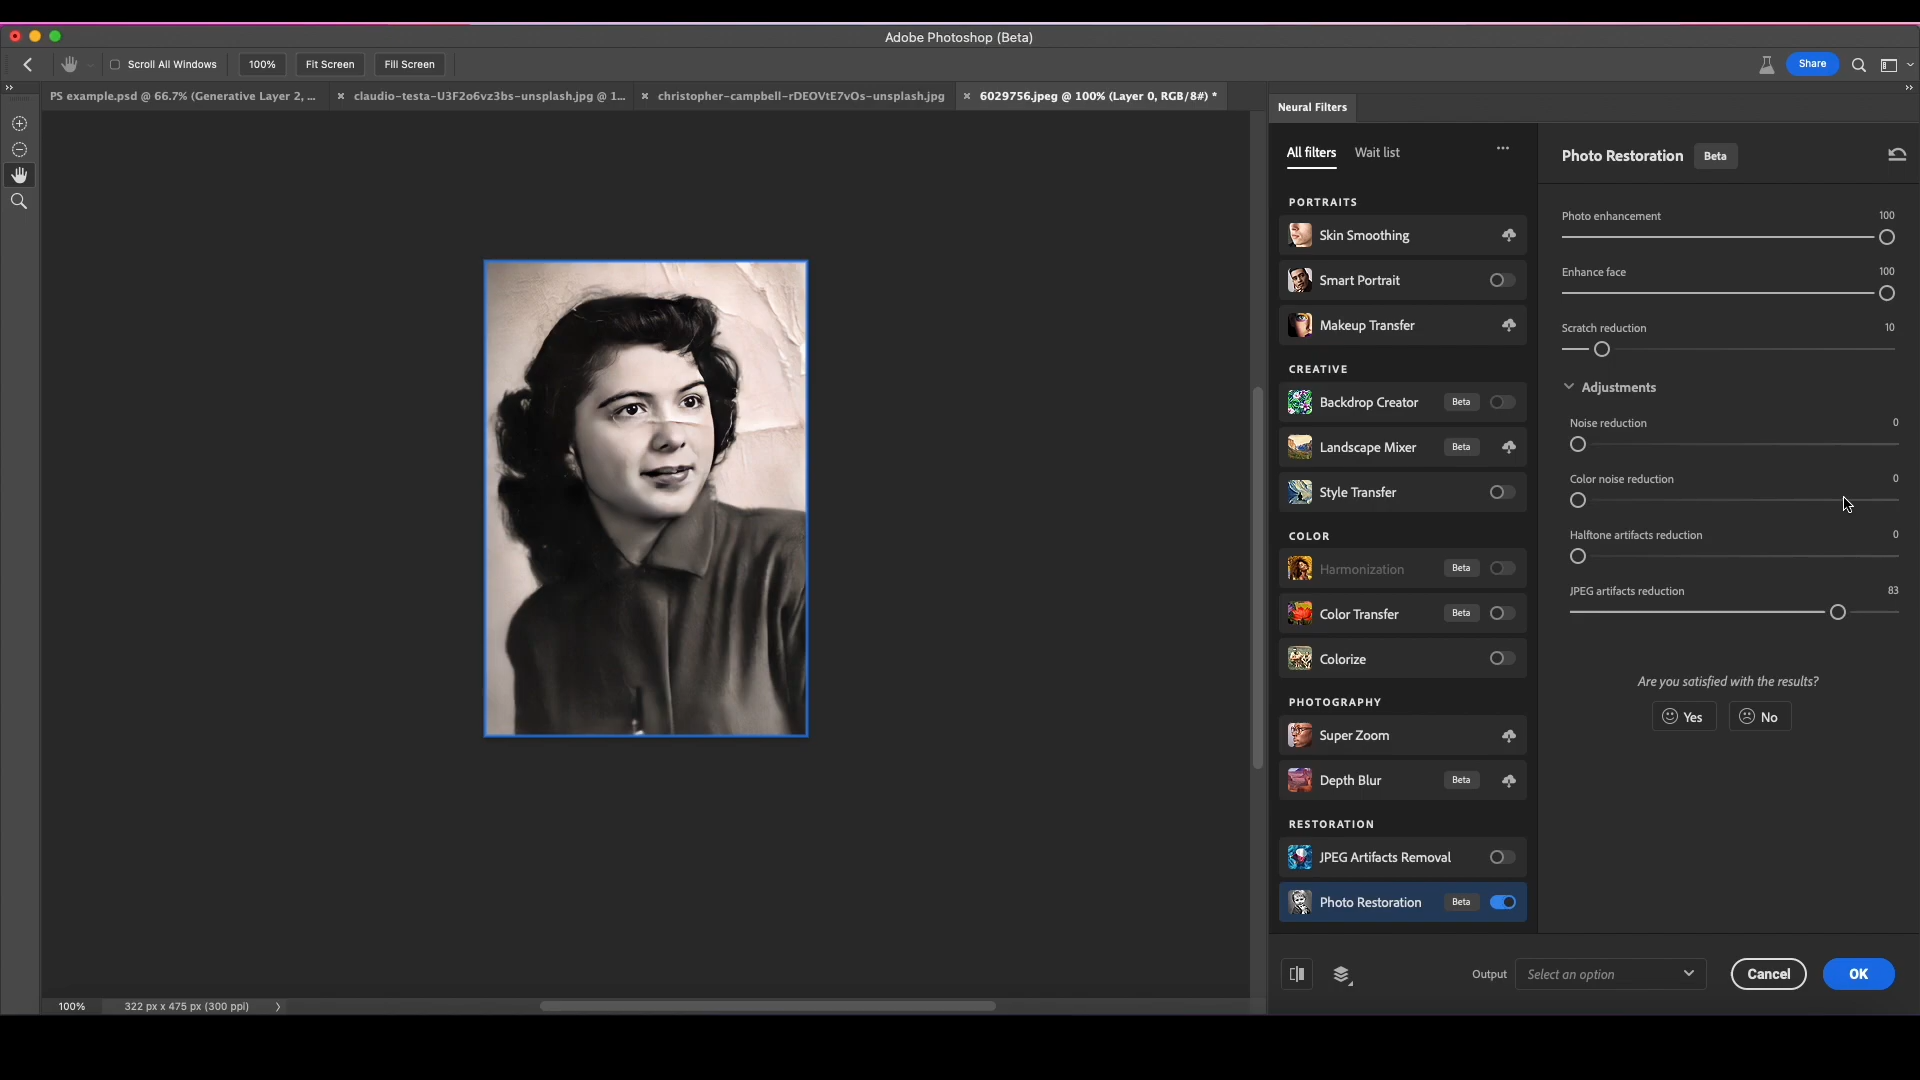 Adobe Photoshop (Beta)
Scroll All Windows 100% Fit Screen Fill Screen Share
PS example.psd @ 66.7% (Generative Layer 2, ...
claudio-testa-U3F2o6vz3bs-unsplash.jpg @ 1...
christopher-campbell-rDEOVtE7vOs-unsplash.jpg
6029756.jpeg @ 100% (Layer 0, RGB/8#) *
Neural Filters
All filters Wait list
PORTRAITS
Skin Smoothing
Smart Portrait
Makeup Transfer
CREATIVE
Backdrop Creator Beta
Landscape Mixer Beta
Style Transfer
COLOR
Harmonization Beta
Color Transfer Beta
Colorize
PHOTOGRAPHY
Super Zoom
Depth Blur Beta
RESTORATION
JPEG Artifacts Removal
Photo Restoration Beta
Photo Restoration Beta
Photo enhancement 100
Enhance face 100
Scratch reduction 10
Adjustments
Noise reduction 0
Color noise reduction 0
Halftone artifacts reduction 0
JPEG artifacts reduction 83
Are you satisfied with the results?
Yes No
Output Select an option Cancel OK
100% 322 px x 475 px (300 ppi)